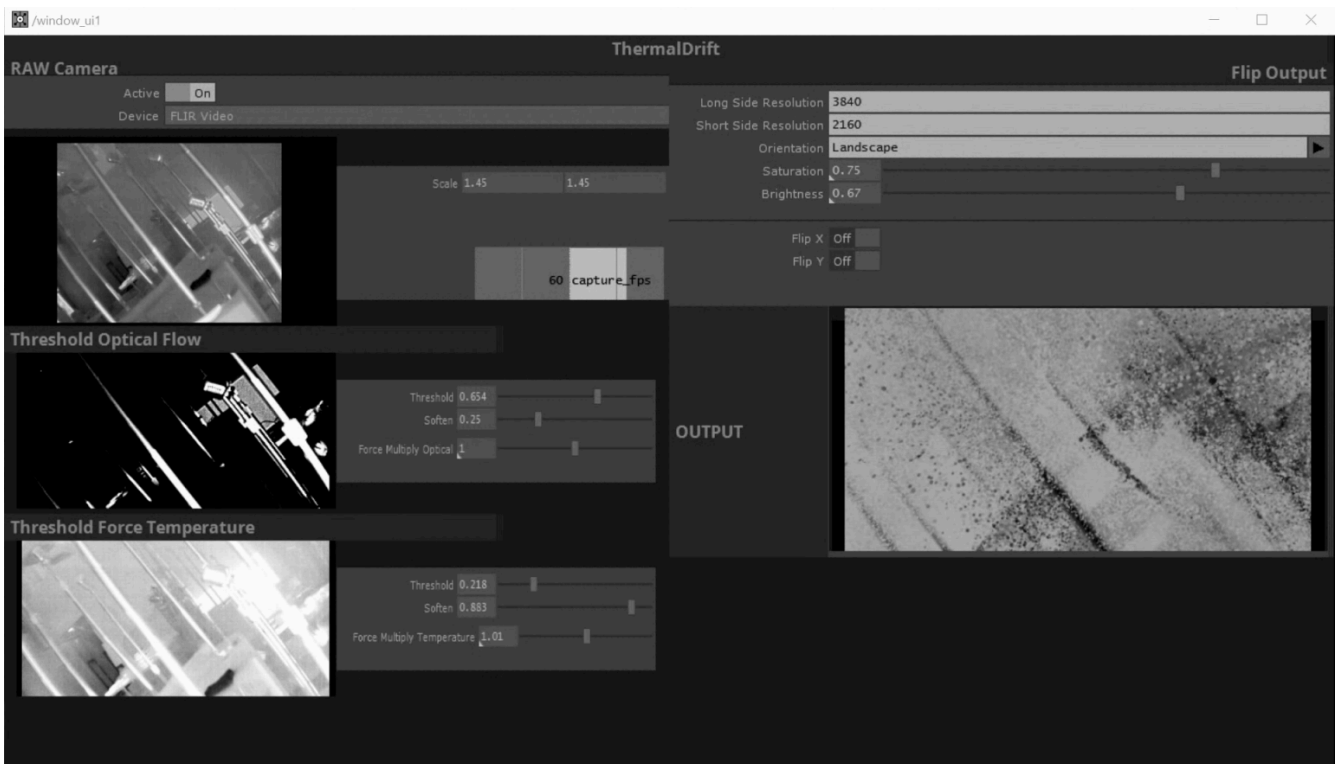 /window_ui1
ThermalDrift
RAW Camera
Active On
Device FLIR Video
Scale 1.45 1.45
60 capture_fps
Threshold Optical Flow
Threshold 0.654
Soften 0.25
Force Multiply Optical 1
Threshold Force Temperature
Threshold 0.218
Soften 0.883
Force Multiply Temperature 1.01
Flip Output
Long Side Resolution 3840
Short Side Resolution 2160
Orientation Landscape
Saturation 0.75
Brightness 0.67
Flip X Off
Flip Y Off
OUTPUT